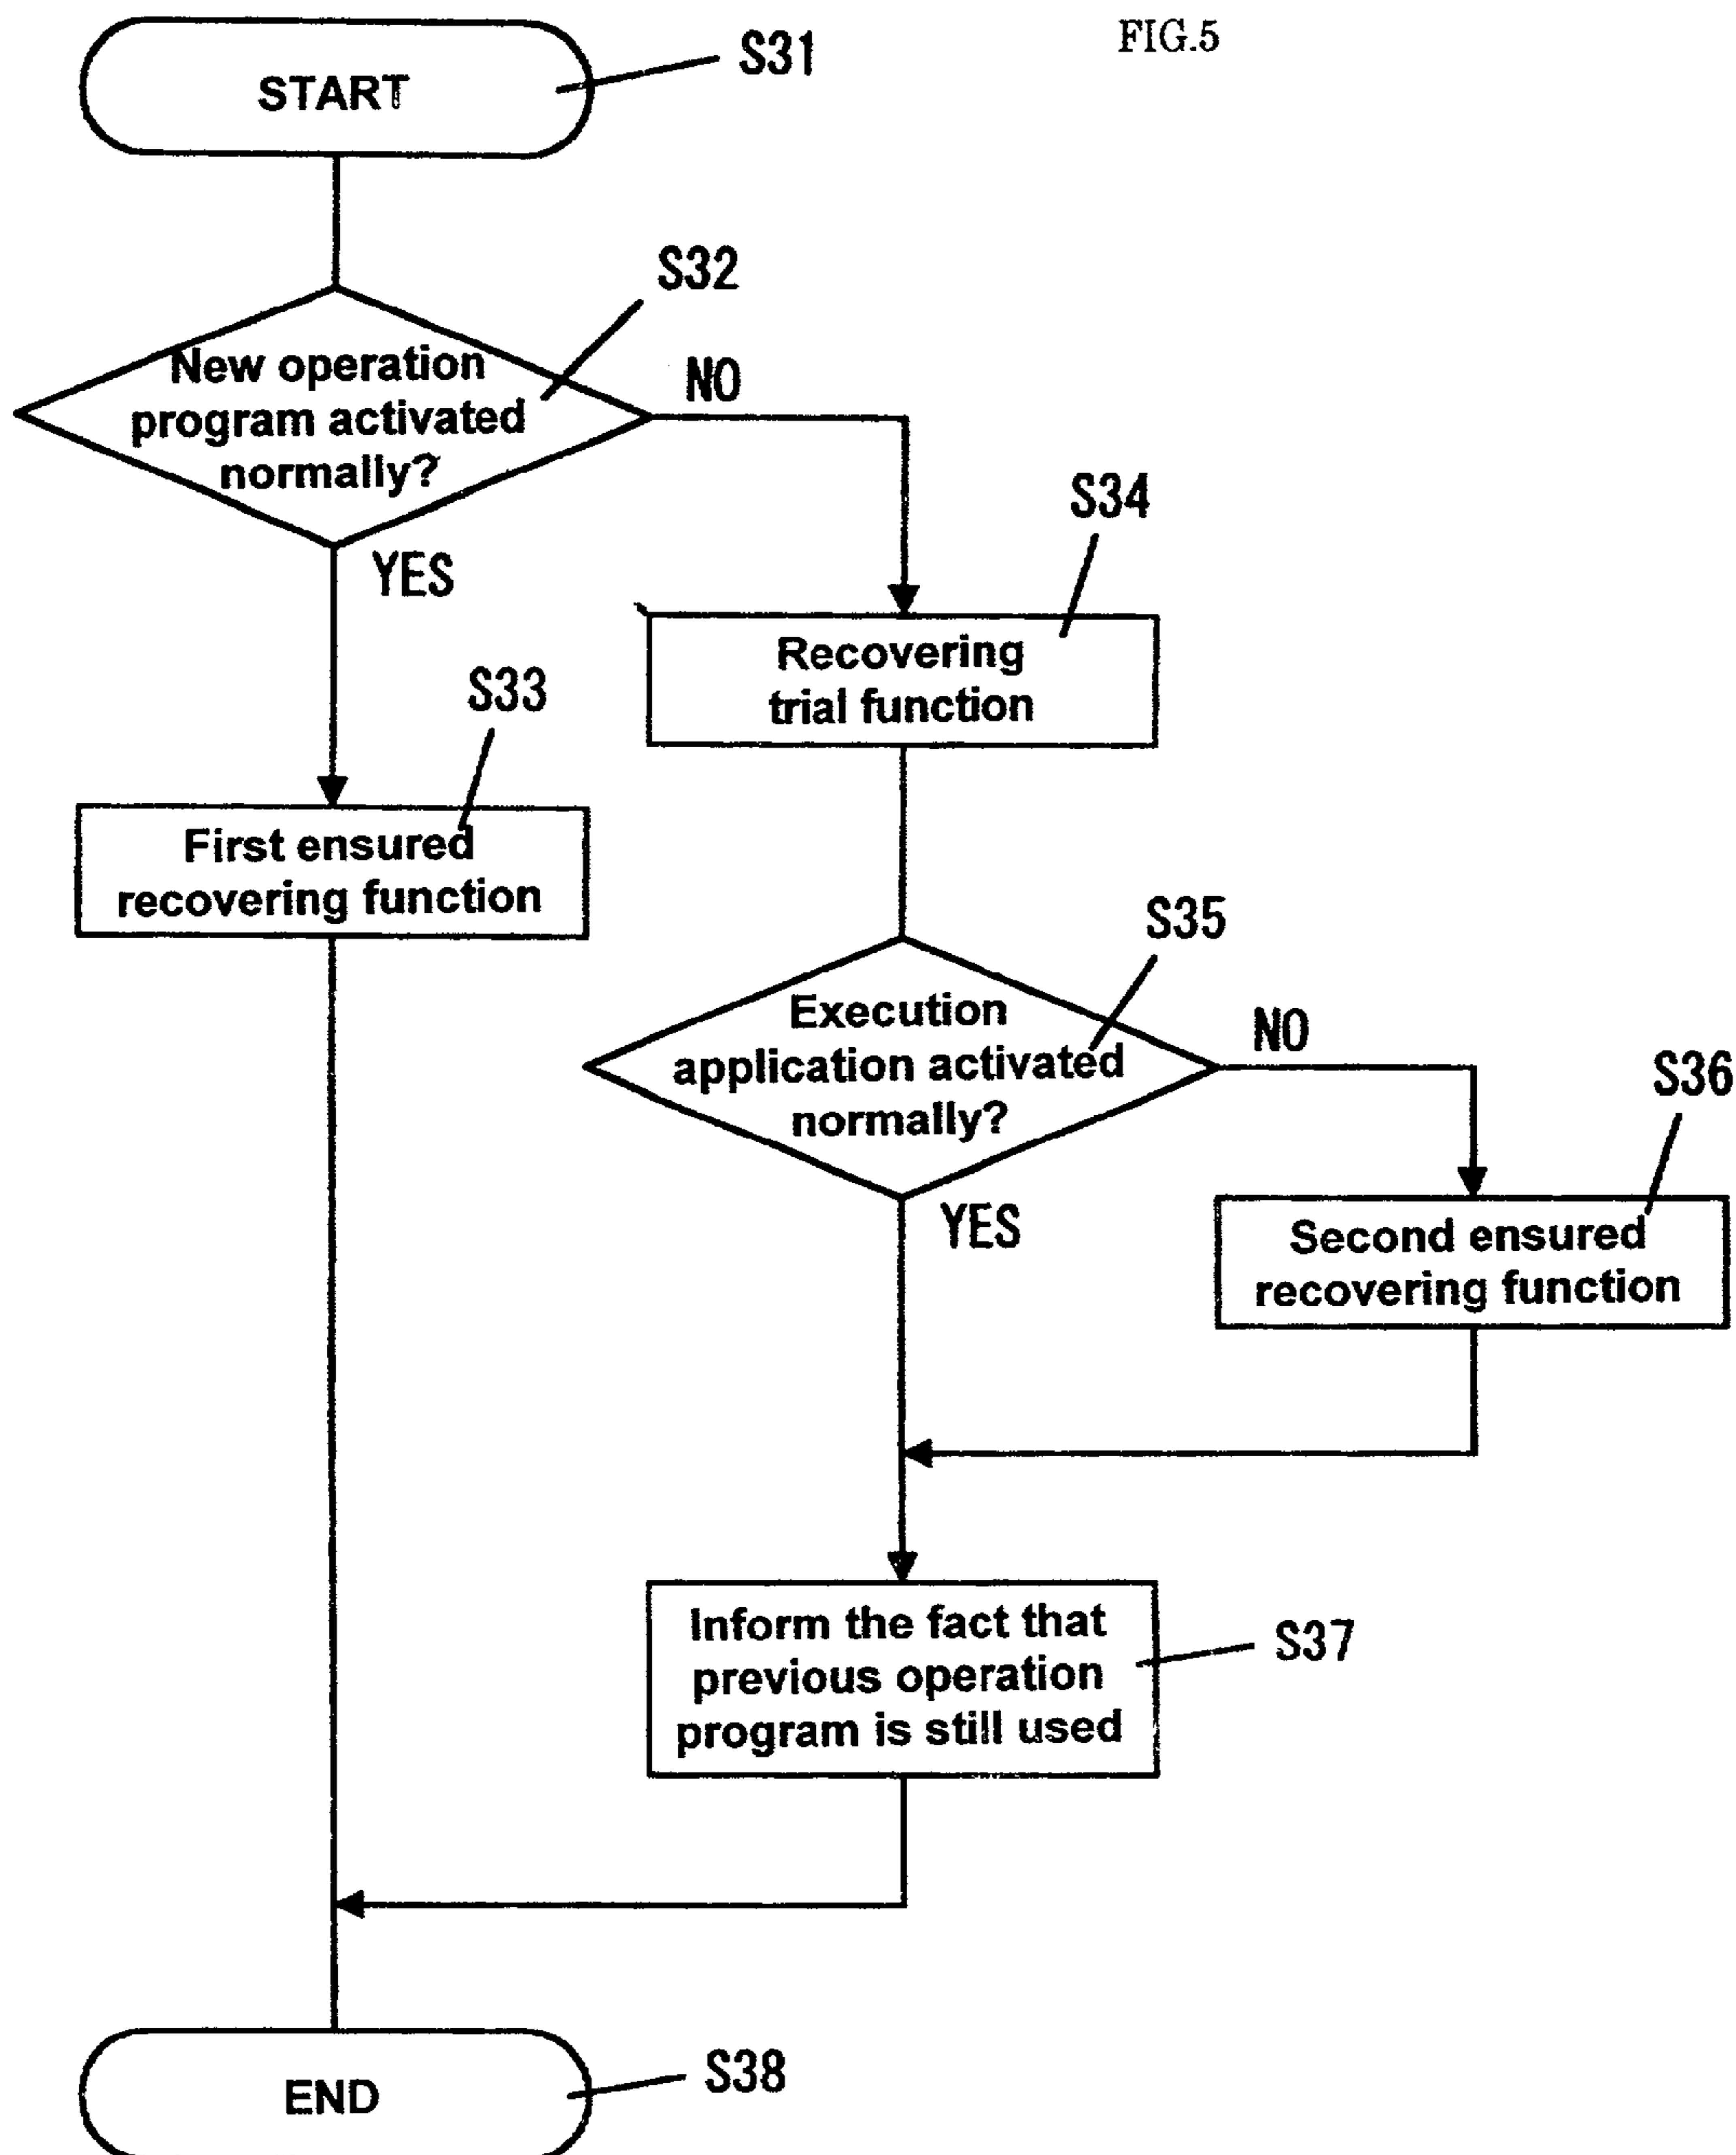 FIG.5
START
S31
S32
New operation
program activated
normally?
NO
YES
S34
Recovering
trial function
S33
First ensured
recovering function
S35
Execution
application activated
normally?
NO
YES
S36
Second ensured
recovering function
Inform the fact that
previous operation
program is still used
S37
END
S38